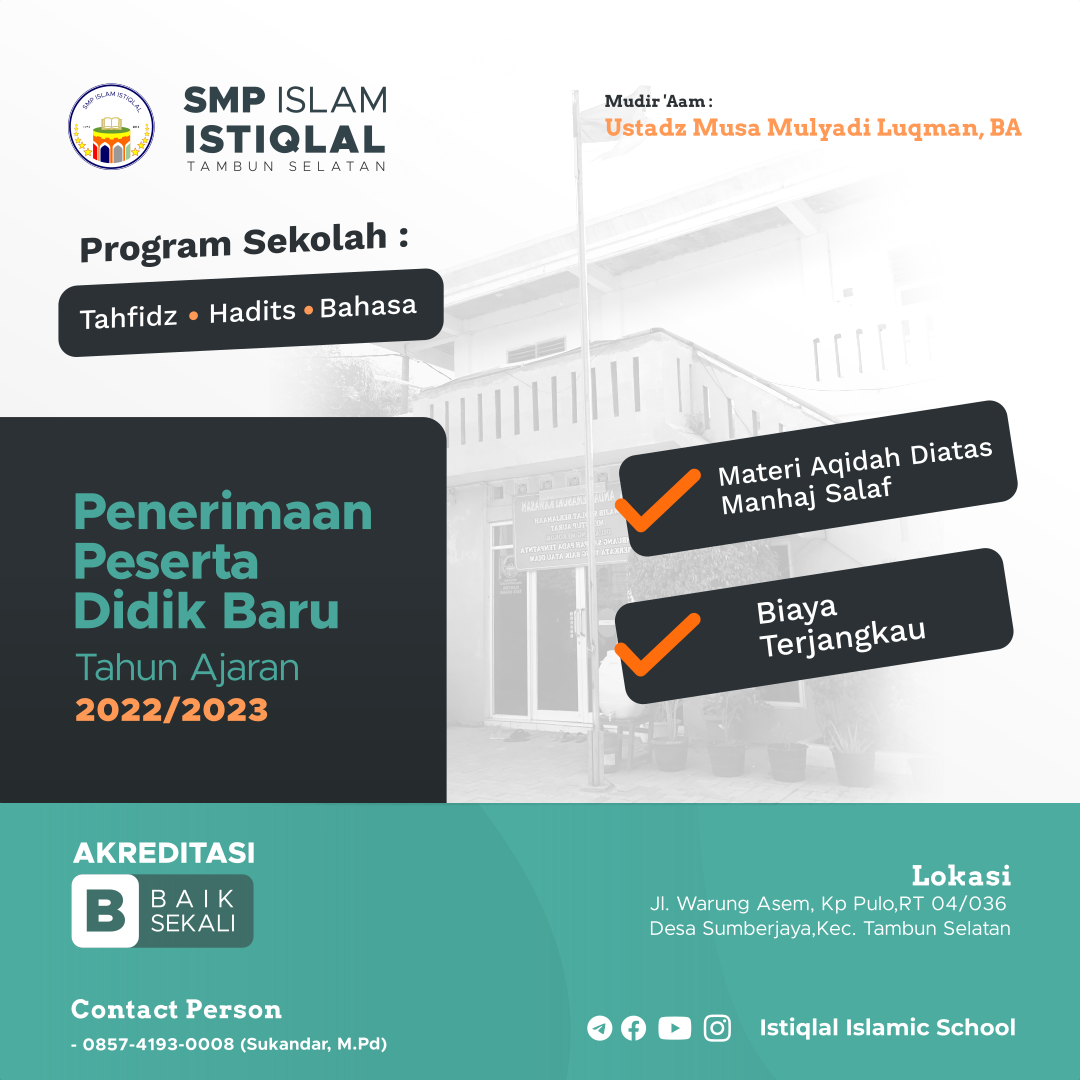 SMP ISLAM ISTIQLAL
SMP ISLAM
ISTIQLAL
TAMBUN SELATAN
Mudir 'Aam :
Ustadz Musa Mulyadi Luqman, BA
Program Sekolah :
Tahfidz • Hadits • Bahasa
Materi Aqidah Diatas
Manhaj Salaf
Biaya
Terjangkau
Penerimaan
Peserta
Didik Baru
Tahun Ajaran
2022/2023
AKREDITASI
B BAIK
SEKALI
Lokasi
Jl. Warung Asem, Kp Pulo,RT 04/036
Desa Sumberjaya,Kec. Tambun Selatan
Contact Person
- 0857-4193-0008 (Sukandar, M.Pd)
Istiqlal Islamic School